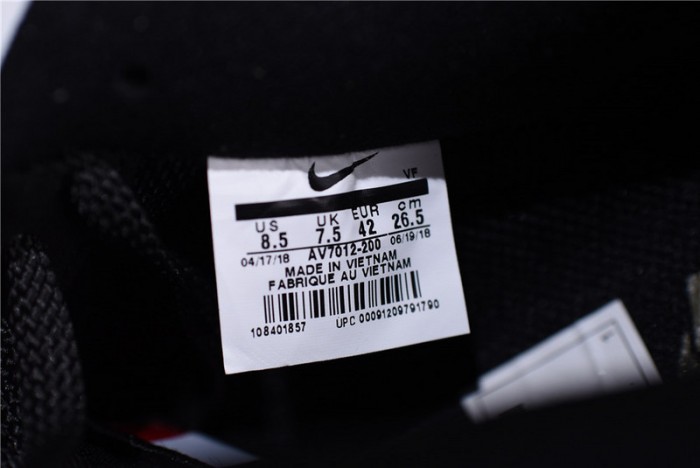 VF
US UK EUR cm
8.5 7.5 42 26.5
04/17/18 AV7012-200 06/19/18
MADE IN VIETNAM
FABRIQUE AU VIETNAM
108401857 UPC 00091209791790